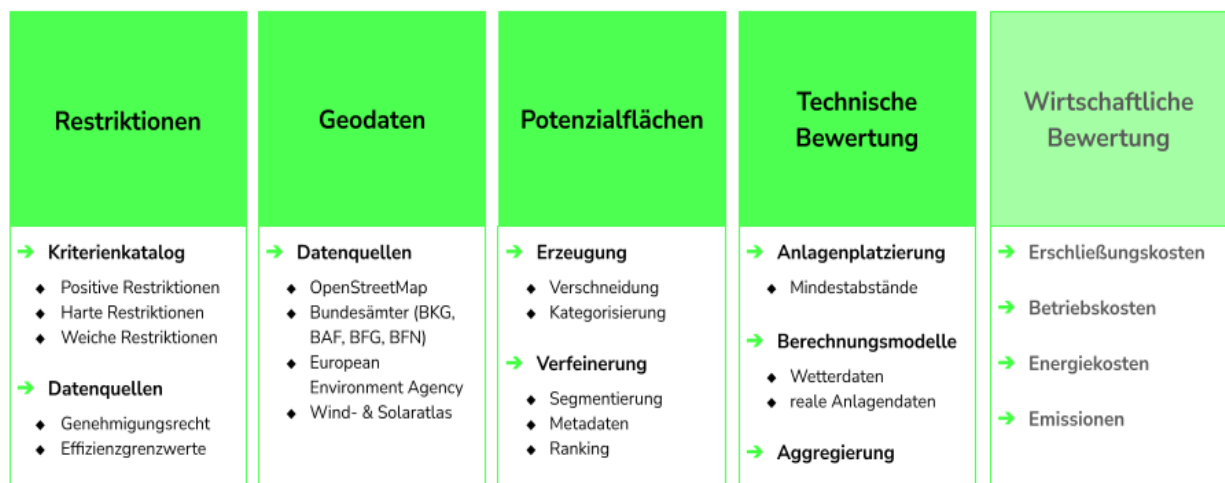 Restriktionen
Kriterienkatalog
Positive Restriktionen
Harte Restriktionen
Weiche Restriktionen
Datenquellen
Genehmigungsrecht
Effizienzgrenzwerte
Geodaten
Datenquellen
OpenStreetMap
Bundesämter (BKG,
BAF, BFG, BFN)
European
Environment Agency
Wind- & Solaratlas
Potenzialflächen
Erzeugung
Verschneidung
Kategorisierung
Verfeinerung
Segmentierung
Metadaten
Ranking
Technische
Bewertung
Anlagenplatzierung
Mindestabstände
Berechnungsmodelle
Wetterdaten
reale Anlagendaten
Aggregierung
Wirtschaftliche
Bewertung
Erschließungskosten
Betriebskosten
Energiekosten
Emissionen